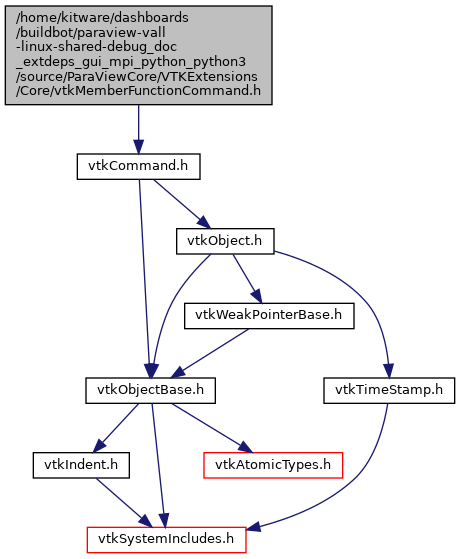 /home/kitware/dashboards
/buildbot/paraview-vall
-linux-shared-debug_doc
_extdeps_gui_mpi_python_python3
/source/ParaViewCore/VTKExtensions
/Core/vtkMemberFunctionCommand.h
vtkCommand.h
vtkObject.h
vtkWeakPointerBase.h
vtkObjectBase.h
vtkTimeStamp.h
vtkIndent.h
vtkAtomicTypes.h
vtkSystemIncludes.h